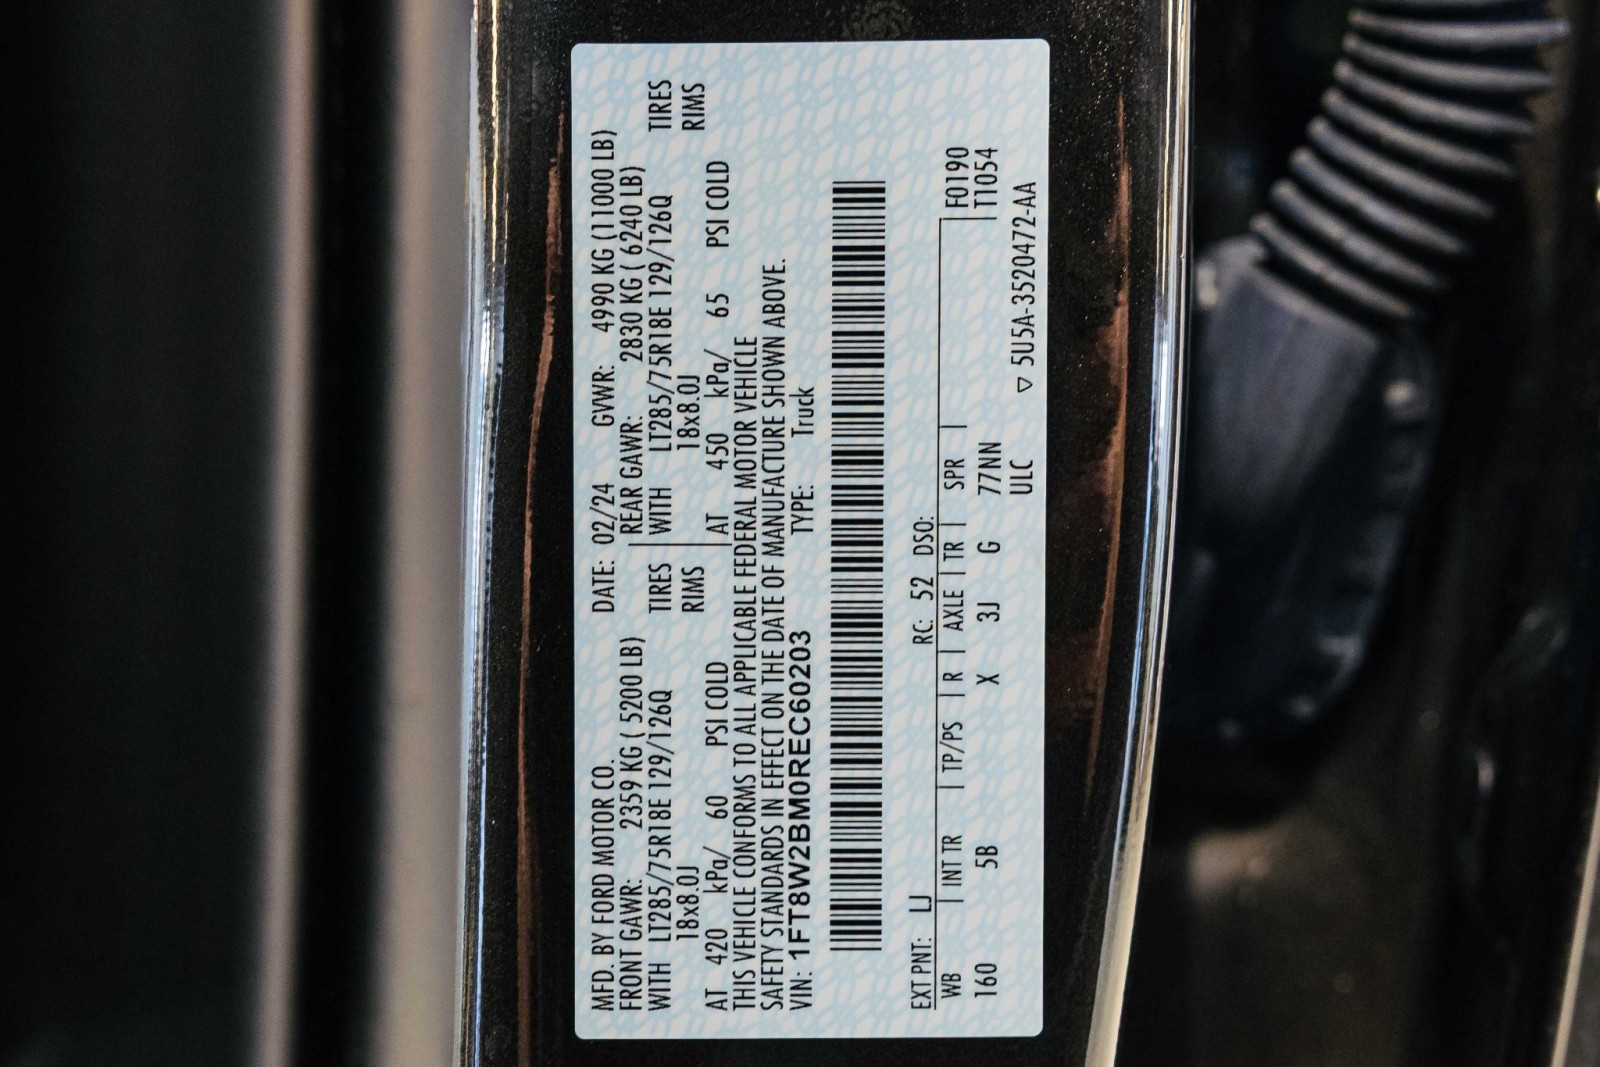 MFD. BY FORD MOTOR CO. DATE: 02/24 GVWR: 4990 KG (11000 LB)
FRONT GAWR: 2359 KG ( 5200 LB) REAR GAWR: 2830 KG ( 6240 LB)
WITH LT285/75R18E 129/126Q TIRES WITH LT285/75R18E 129/126Q TIRES
18x8.0J RIMS 18x8.0J RIMS
AT 420 kPa/ 60 PSI COLD AT 450 kPa/ 65 PSI COLD
THIS VEHICLE CONFORMS TO ALL APPLICABLE FEDERAL MOTOR VEHICLE
SAFETY STANDARDS IN EFFECT ON THE DATE OF MANUFACTURE SHOWN ABOVE.
VIN: 1FT8W2BM0REC60203 TYPE: Truck
EXT PNT: LJ RC: 52 DSO:
WB INT TR TP/PS R AXLE TR SPR F0190
160 5B X 3J G 77NN T1054
ULC ▽ 5U5A-3520472-AA